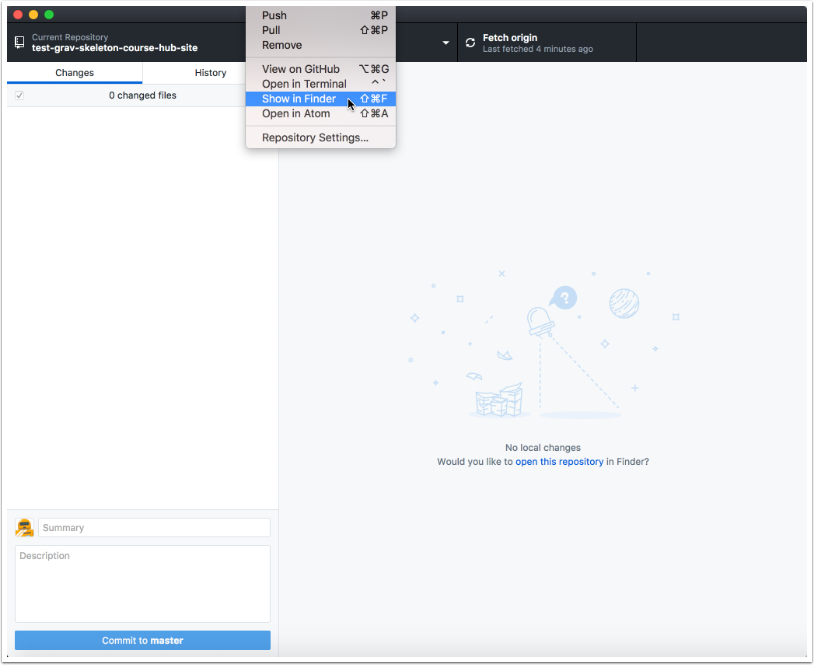 Push ⌘P
Pull ⇧⌘P
Remove
View on GitHub ⌥⌘G
Open in Terminal ⌃`
Show in Finder ⇧⌘F
Open in Atom ⇧⌘A
Repository Settings...
Current Repository
test-grav-skeleton-course-hub-site
Fetch origin
Last fetched 4 minutes ago
Changes History
0 changed files
?
No local changes
Would you like to open this repository in Finder?
Summary
Description
Commit to master